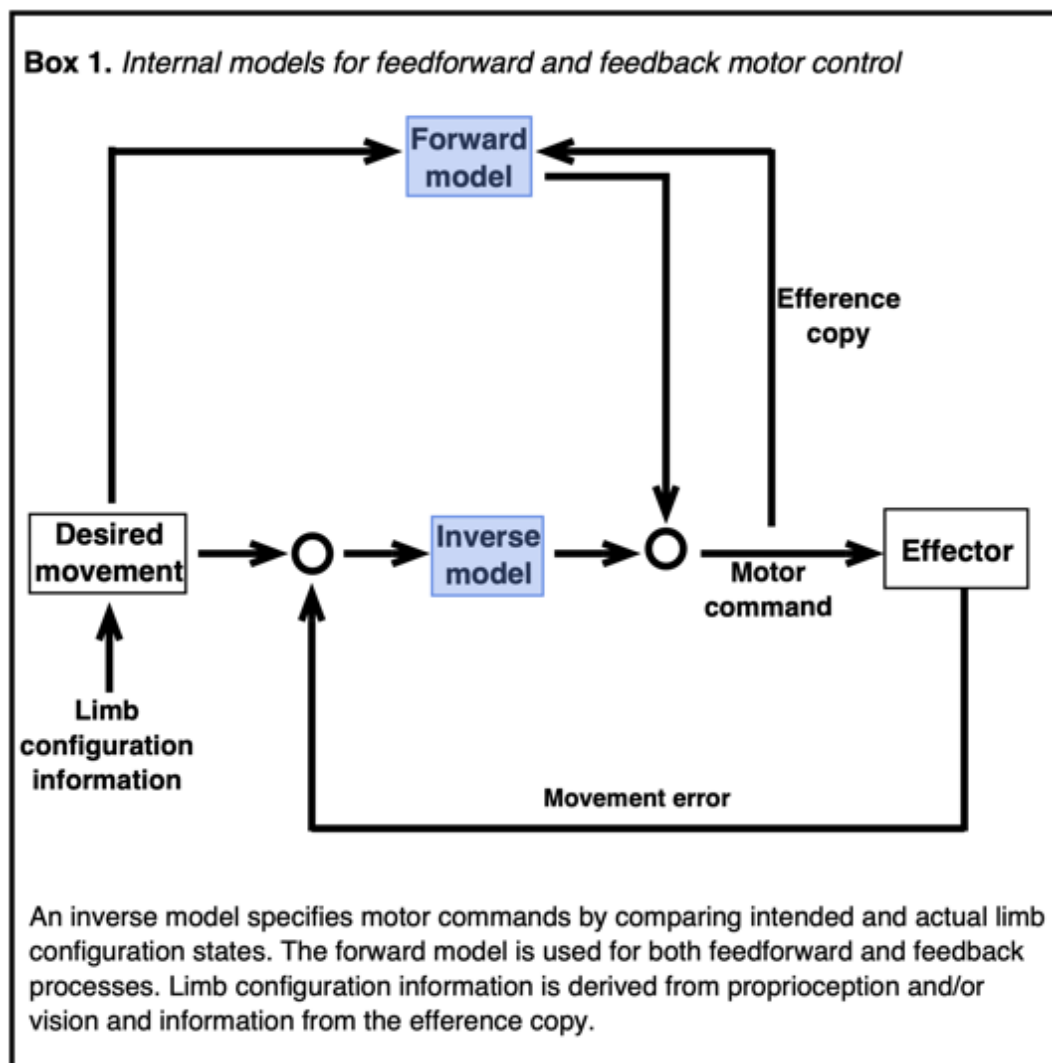 Box 1. Internal models for feedforward and feedback motor control
Forward
model
Efference
copy
Desired
movement
Inverse
model
Motor
command
Effector
Limb
configuration
information
Movement error
An inverse model specifies motor commands by comparing intended and actual limb
configuration states. The forward model is used for both feedforward and feedback
processes. Limb configuration information is derived from proprioception and/or
vision and information from the efference copy.